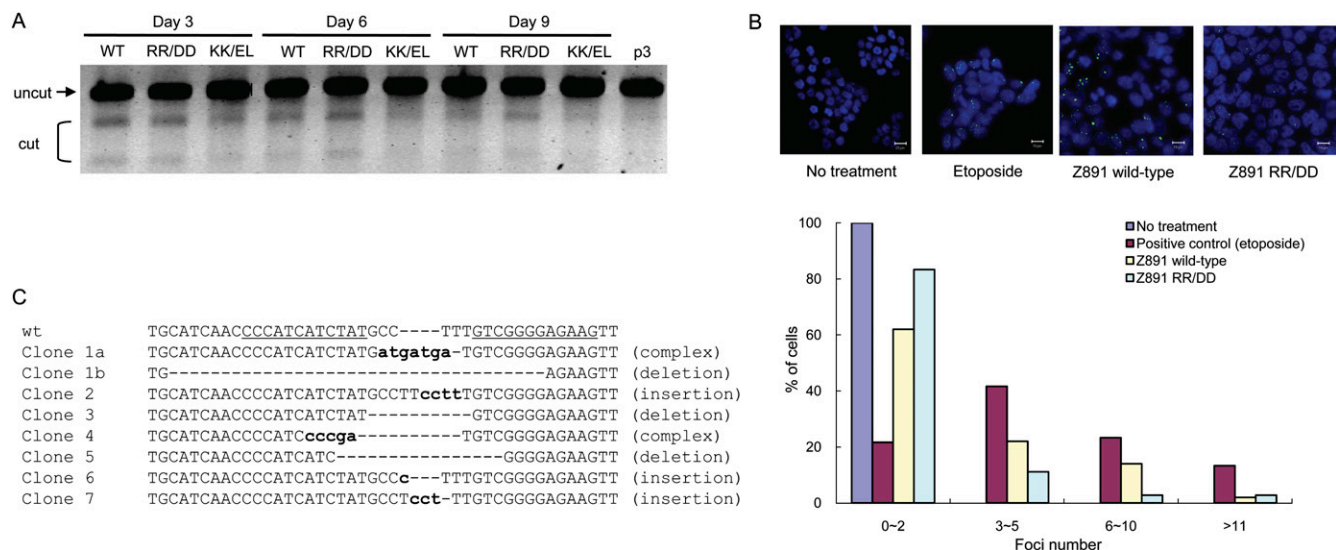 A
Day 3 Day 6 Day 9
WT RR/DD KK/EL WT RR/DD KK/EL WT RR/DD KK/EL p3
uncut
cut
B
No treatment Etoposide Z891 wild-type Z891 RR/DD
% of cells
100
80
60
40
20
0
No treatment
Positive control (etoposide)
Z891 wild-type
Z891 RR/DD
0~2 3~5 6~10 >11
Foci number
C
wt TGCATCAACCCCATCATCTATGCC----TTTGTCGGGGAGAAGTT
Clone 1a TGCATCAACCCCATCATCTATGatgatga-TGTCGGGGAGAAGTT (complex)
Clone 1b TG------------------------------------AGAAGTT (deletion)
Clone 2 TGCATCAACCCCATCATCTATGCCTTccttTGTCGGGGAGAAGTT (insertion)
Clone 3 TGCATCAACCCCATCATCTAT----------GTCGGGGAGAAGTT (deletion)
Clone 4 TGCATCAACCCCATCcccga----------TGTCGGGGAGAAGTT (complex)
Clone 5 TGCATCAACCCCATCATC----------------GGGGAGAAGTT (deletion)
Clone 6 TGCATCAACCCCATCATCTATGCCc---TTTGTCGGGGAGAAGTT (insertion)
Clone 7 TGCATCAACCCCATCATCTATGCCTcct-TTGTCGGGGAGAAGTT (insertion)